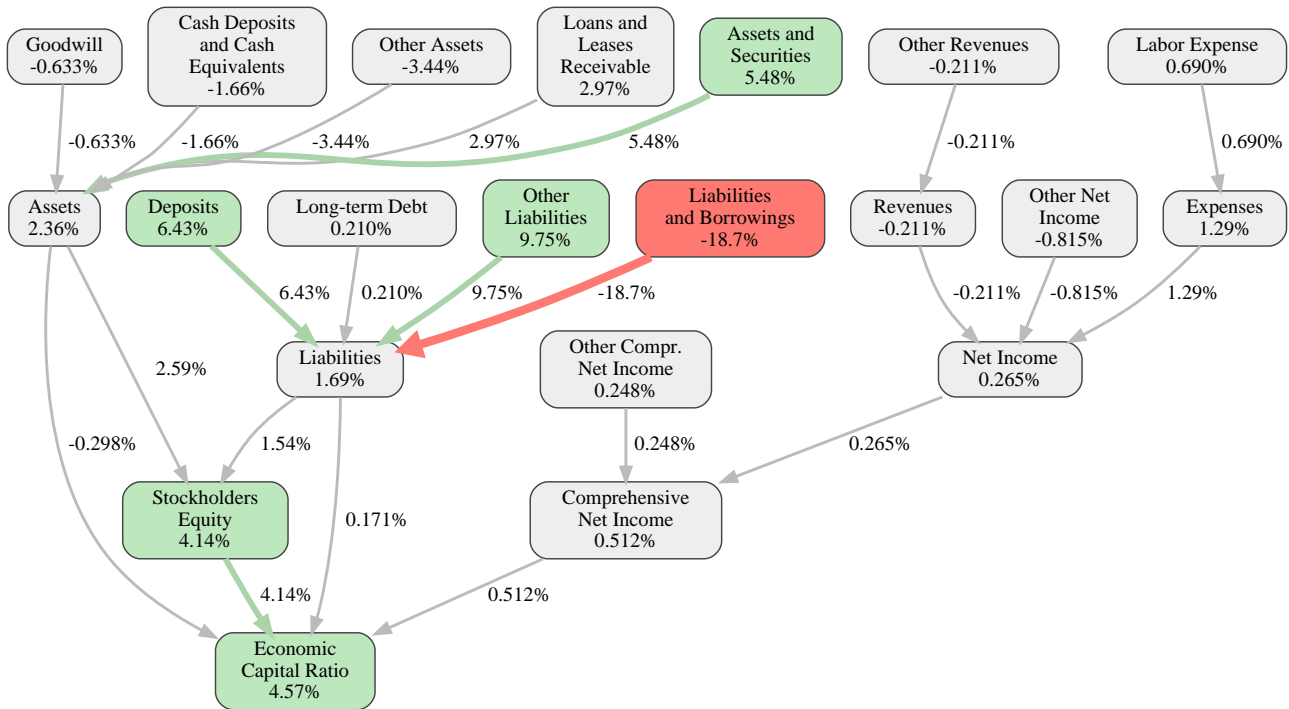 Goodwill
-0.633%
Cash Deposits
and Cash
Equivalents
-1.66%
Other Assets
-3.44%
Loans and
Leases
Receivable
2.97%
Assets and
Securities
5.48%
Other Revenues
-0.211%
Labor Expense
0.690%
-0.633%
-1.66%
-3.44%
2.97%
5.48%
-0.211%
0.690%
Assets
2.36%
Deposits
6.43%
Long-term Debt
0.210%
Other
Liabilities
9.75%
Liabilities
and Borrowings
-18.7%
Revenues
-0.211%
Other Net
Income
-0.815%
Expenses
1.29%
6.43%
0.210%
9.75%
-18.7%
-0.211%
-0.815%
1.29%
Liabilities
1.69%
Other Compr.
Net Income
0.248%
Net Income
0.265%
2.59%
-0.298%
1.54%
0.248%
0.265%
Stockholders
Equity
4.14%
0.171%
Comprehensive
Net Income
0.512%
4.14%
0.512%
Economic
Capital Ratio
4.57%